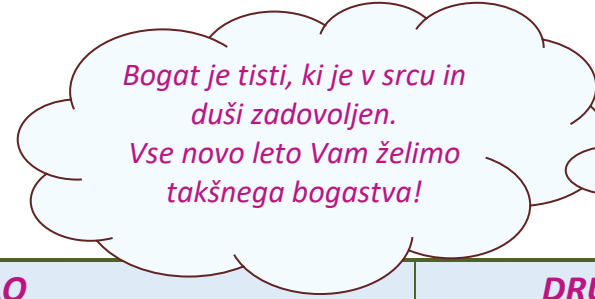 Bogat je tisti, ki je v srcu in
duši zadovoljen.
Vse novo leto Vam želimo
takšnega bogastva!